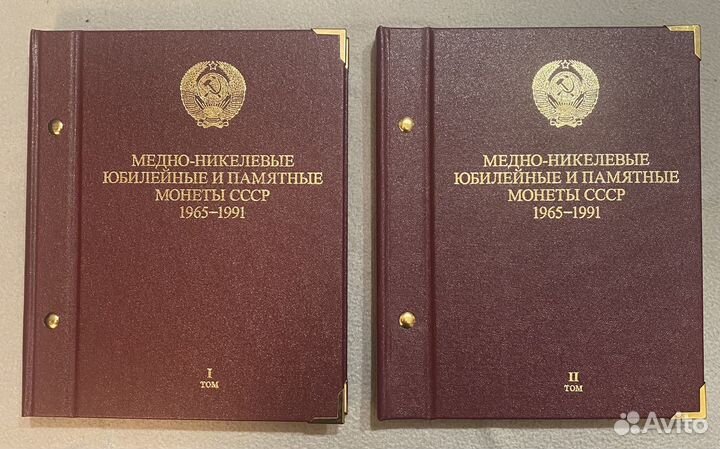 МЕДНО-НИКЕЛЕВЫЕ
ЮБИЛЕЙНЫЕ И ПАМЯТНЫЕ
МОНЕТЫ СССР
1965-1991
I
ТОМ
МЕДНО-НИКЕЛЕВЫЕ
ЮБИЛЕЙНЫЕ И ПАМЯТНЫЕ
МОНЕТЫ СССР
1965-1991
II
ТОМ
Avito